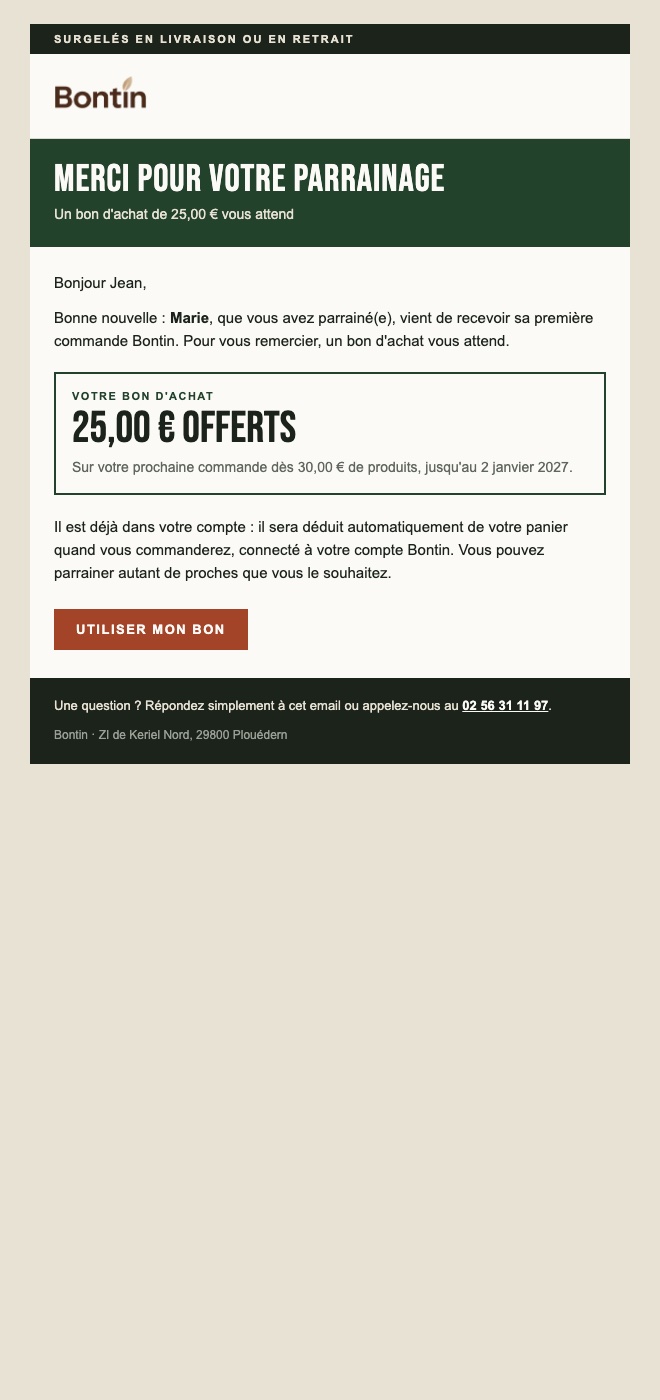 SURGELÉS EN LIVRAISON OU EN RETRAIT
Bontin
MERCI POUR VOTRE PARRAINAGE
Un bon d'achat de 25,00 € vous attend
Bonjour Jean,
Bonne nouvelle : Marie, que vous avez parrainé(e), vient de recevoir sa première
commande Bontin. Pour vous remercier, un bon d'achat vous attend.
VOTRE BON D'ACHAT
25,00 € OFFERTS
Sur votre prochaine commande dès 30,00 € de produits, jusqu'au 2 janvier 2027.
Il est déjà dans votre compte : il sera déduit automatiquement de votre panier
quand vous commanderez, connecté à votre compte Bontin. Vous pouvez
parrainer autant de proches que vous le souhaitez.
UTILISER MON BON
Une question ? Répondez simplement à cet email ou appelez-nous au 02 56 31 11 97.
Bontin · ZI de Keriel Nord, 29800 Plouédern